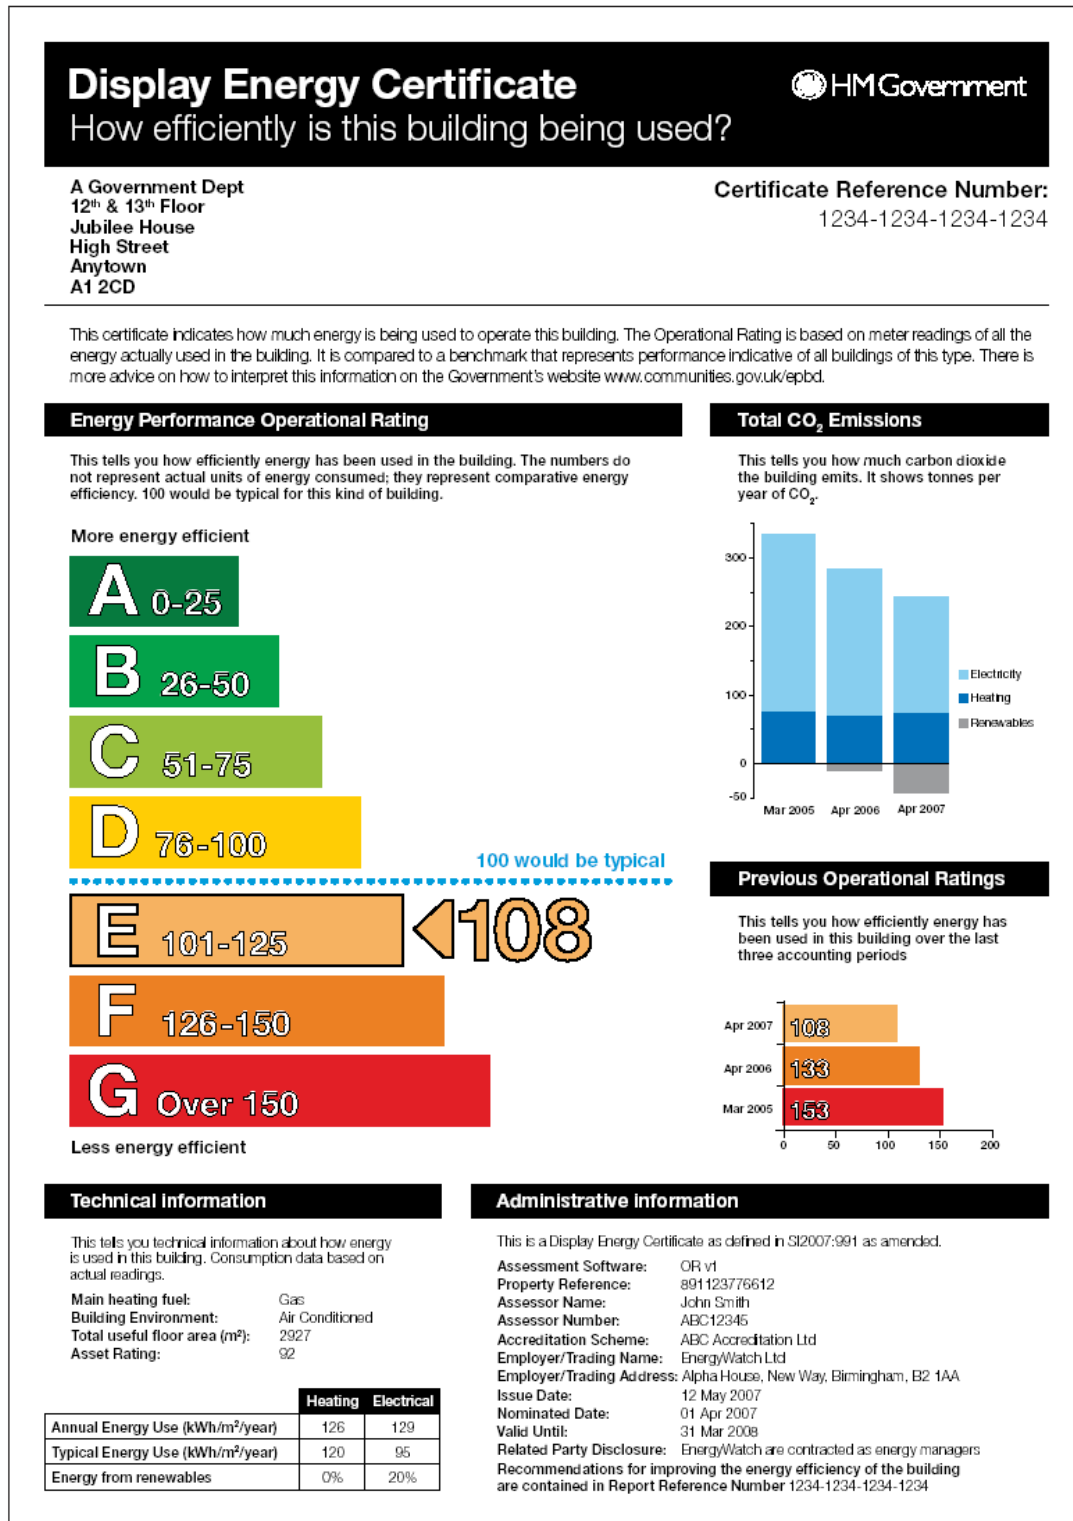 Display Energy Certificate
HM Government
How efficiently is this building being used?
A Government Dept
12th & 13th Floor
Jubilee House
High Street
Anytown
A1 2CD
Certificate Reference Number:
1234-1234-1234-1234
This certificate indicates how much energy is being used to operate this building. The Operational Rating is based on meter readings of all the
energy actually used in the building. It is compared to a benchmark that represents performance indicative of all buildings of this type. There is
more advice on how to interpret this information on the Government's website www.communities.gov.uk/epbd.
Energy Performance Operational Rating
This tells you how efficiently energy has been used in the building. The numbers do
not represent actual units of energy consumed; they represent comparative energy
efficiency. 100 would be typical for this kind of building.
More energy efficient
A 0-25
B 26-50
C 51-75
D 76-100
100 would be typical
E 101-125
108
F 126-150
G Over 150
Less energy efficient
Total CO2 Emissions
This tells you how much carbon dioxide
the building emits. It shows tonnes per
year of CO2.
300
200
100
0
-50
Mar 2005 Apr 2006 Apr 2007
Electricity
Heating
Renewables
Previous Operational Ratings
This tells you how efficiently energy has
been used in this building over the last
three accounting periods
Apr 2007 108
Apr 2006 133
Mar 2005 153
0 50 100 150 200
Technical information
This tells you technical information about how energy
is used in this building. Consumption data based on
actual readings.
Main heating fuel: Gas
Building Environment: Air Conditioned
Total useful floor area (m²): 2927
Asset Rating: 92
Heating Electrical
Annual Energy Use (kWh/m²/year) 126 129
Typical Energy Use (kWh/m²/year) 120 95
Energy from renewables 0% 20%
Administrative information
This is a Display Energy Certificate as defined in SI2007:991 as amended.
Assessment Software: OR v1
Property Reference: 891123776612
Assessor Name: John Smith
Assessor Number: ABC12345
Accreditation Scheme: ABC Accreditation Ltd
Employer/Trading Name: EnergyWatch Ltd
Employer/Trading Address: Alpha House, New Way, Birmingham, B2 1AA
Issue Date: 12 May 2007
Nominated Date: 01 Apr 2007
Valid Until: 31 Mar 2008
Related Party Disclosure: EnergyWatch are contracted as energy managers
Recommendations for improving the energy efficiency of the building
are contained in Report Reference Number 1234-1234-1234-1234